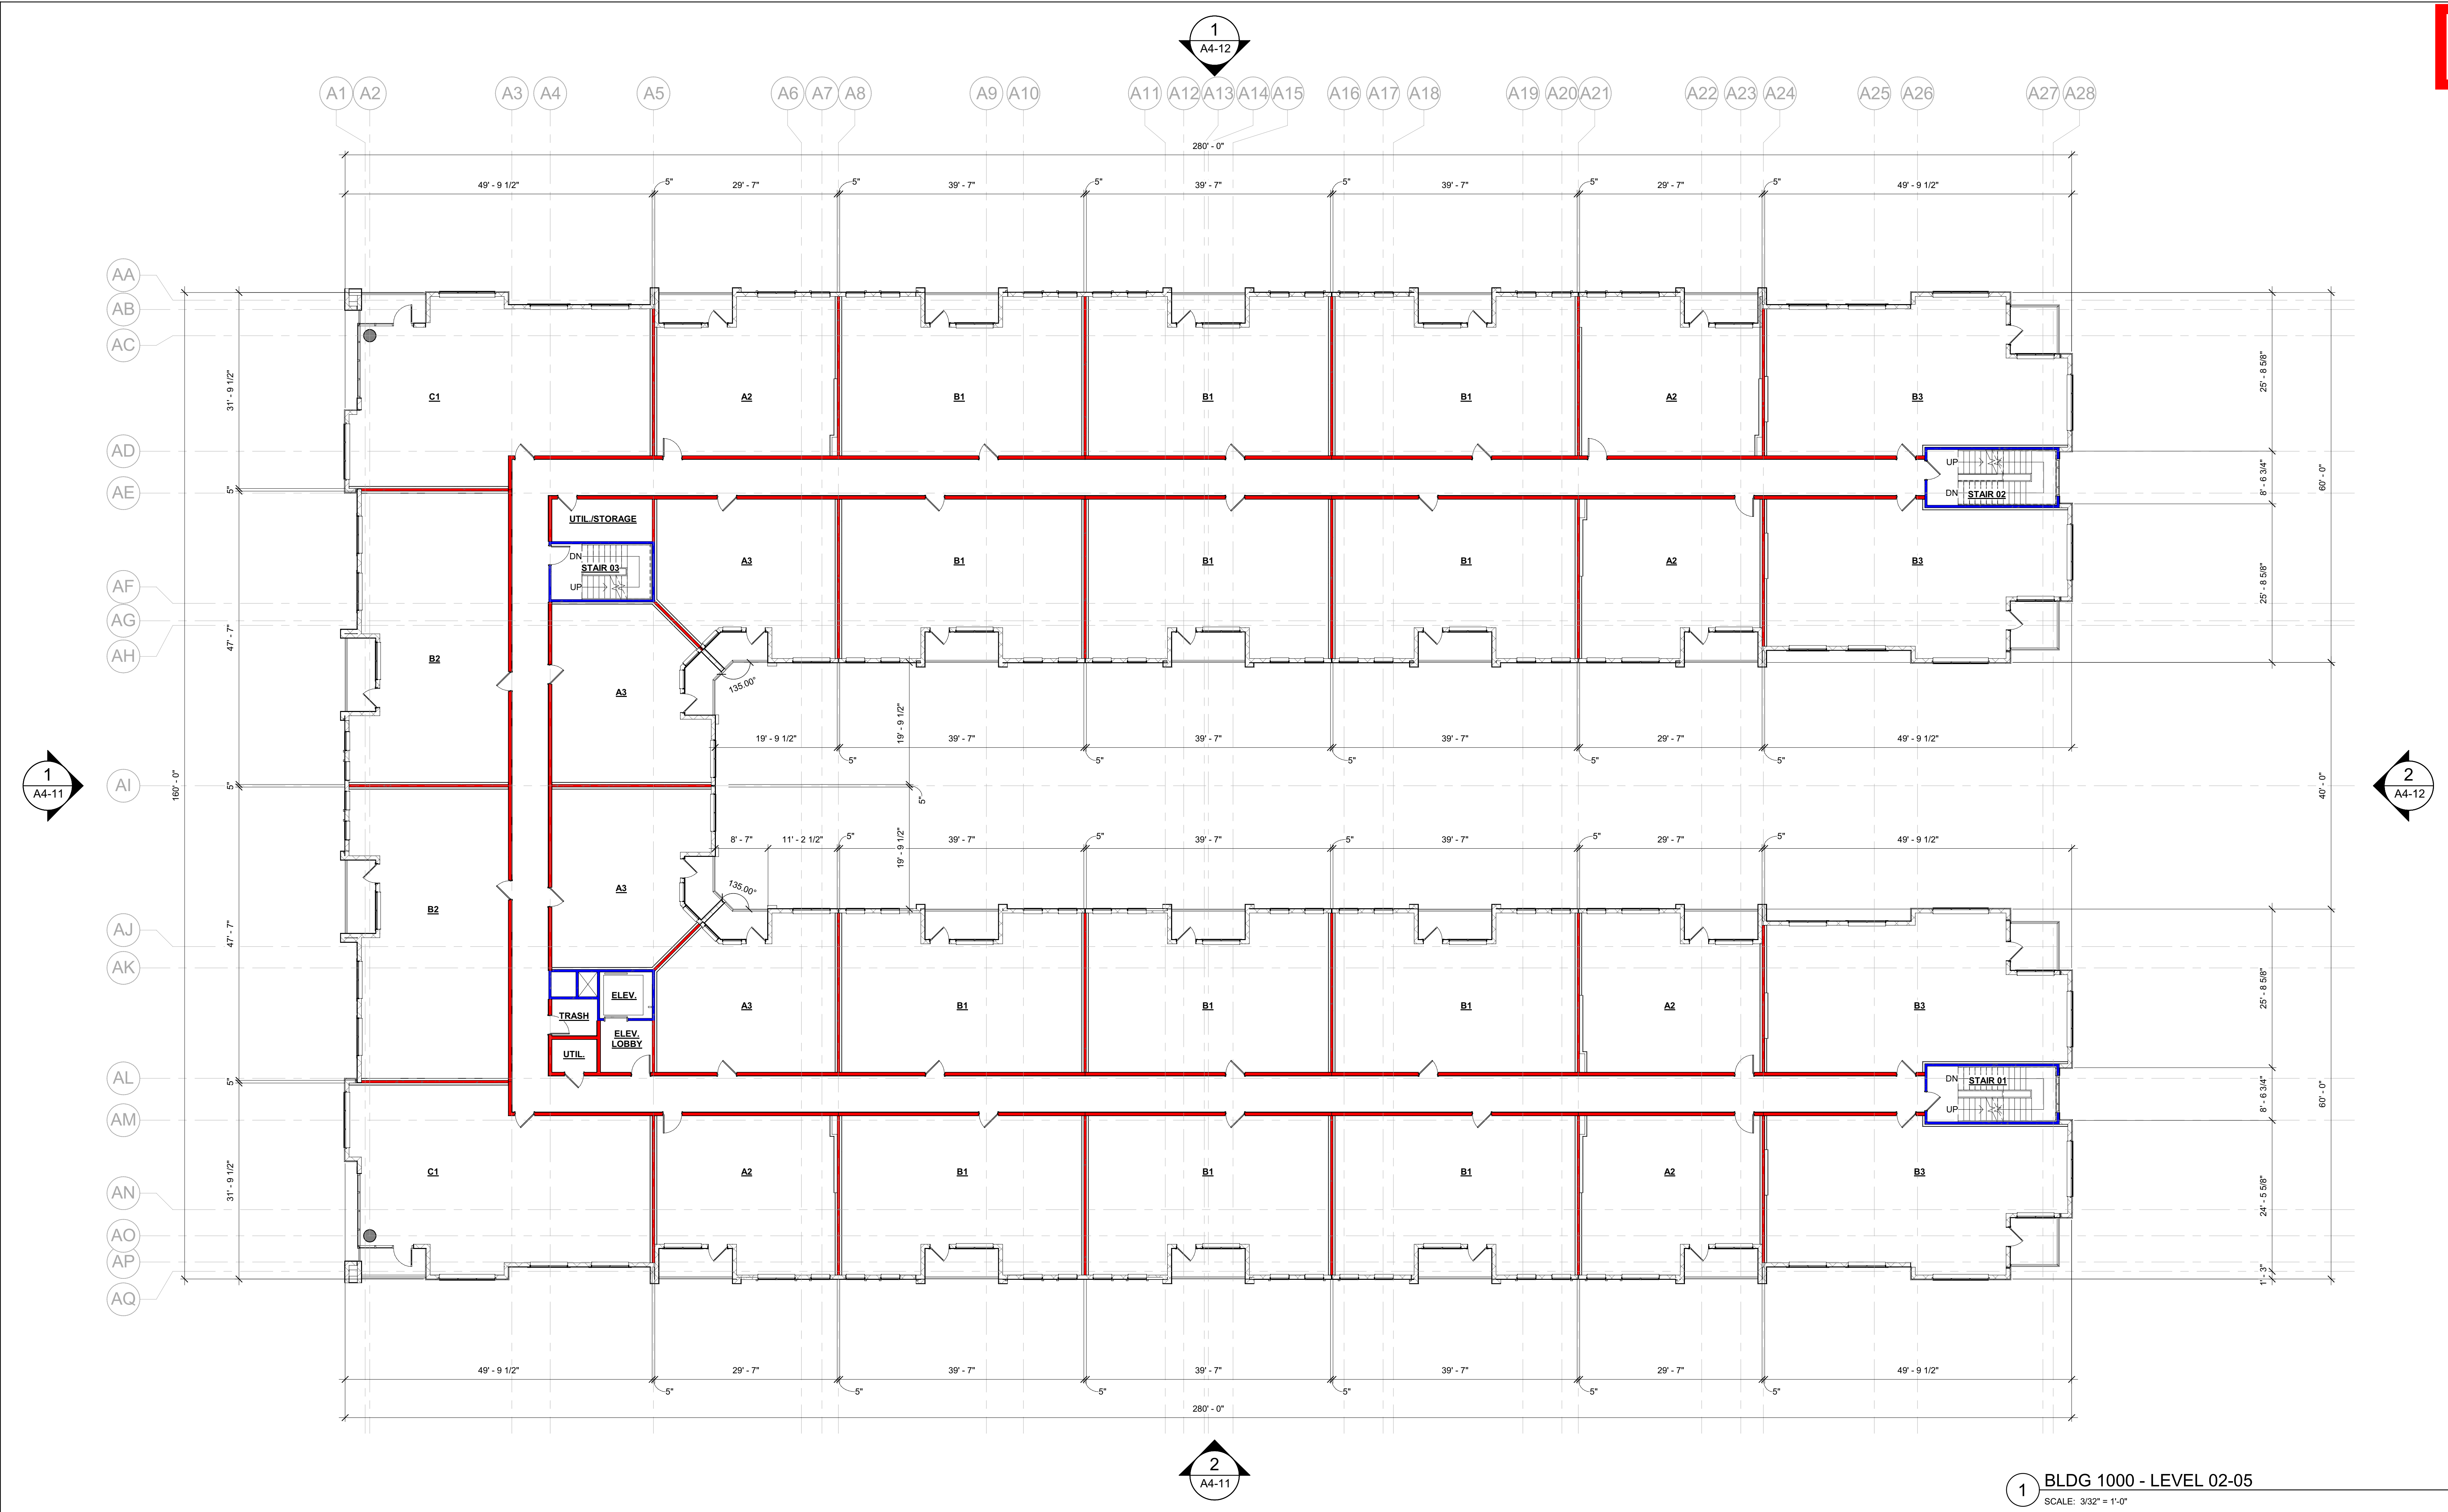 1
A4-12
A1 A2 A3 A4 A5 A6 A7 A8 A9 A10 A11 A12 A13 A14 A15 A16 A17 A18 A19 A20 A21 A22 A23 A24 A25 A26 A27 A28
280' - 0"
49' - 9 1/2" 5" 29' - 7" 5" 39' - 7" 5" 39' - 7" 5" 39' - 7" 5" 29' - 7" 5" 49' - 9 1/2"
AA
AB
AC
31' - 9 1/2"
25' - 8 5/8"
C1 A2 B1 B1 B1 A2 B3
AD
UP
8' - 6 3/4"
60' - 0"
AE
5"
DN STAIR 02
UTIL./STORAGE
DN
STAIR 03
UP
A3 B1 B1 B1 A2 B3
AF
25' - 8 5/8"
AG
47' - 7"
AH
B2
A3
135.00°
19' - 9 1/2"
19' - 9 1/2" 39' - 7" 39' - 7" 39' - 7" 29' - 7" 49' - 9 1/2"
5" 5" 5" 5" 5"
1
A4-11
160' - 0"
AI
5"
5"
40' - 0"
2
A4-12
8' - 7" 11' - 2 1/2" 5" 39' - 7" 5" 39' - 7" 5" 39' - 7" 5" 29' - 7" 5" 49' - 9 1/2"
19' - 9 1/2"
A3
135.00°
B2
AJ
47' - 7"
AK
ELEV.
25' - 8 5/8"
A3 B1 B1 B1 A2 B3
TRASH
ELEV.
LOBBY
UTIL.
AL
5"
DN STAIR 01
UP
8' - 6 3/4"
60' - 0"
AM
C1 A2 B1 B1 B1 A2 B3
31' - 9 1/2"
24' - 5 5/8"
AN
AO
AP
1' - 3"
AQ
49' - 9 1/2" 29' - 7" 39' - 7" 39' - 7" 39' - 7" 29' - 7" 49' - 9 1/2"
5" 5" 5" 5" 5" 5"
280' - 0"
2
A4-11
1 BLDG 1000 - LEVEL 02-05
SCALE: 3/32" = 1'-0"